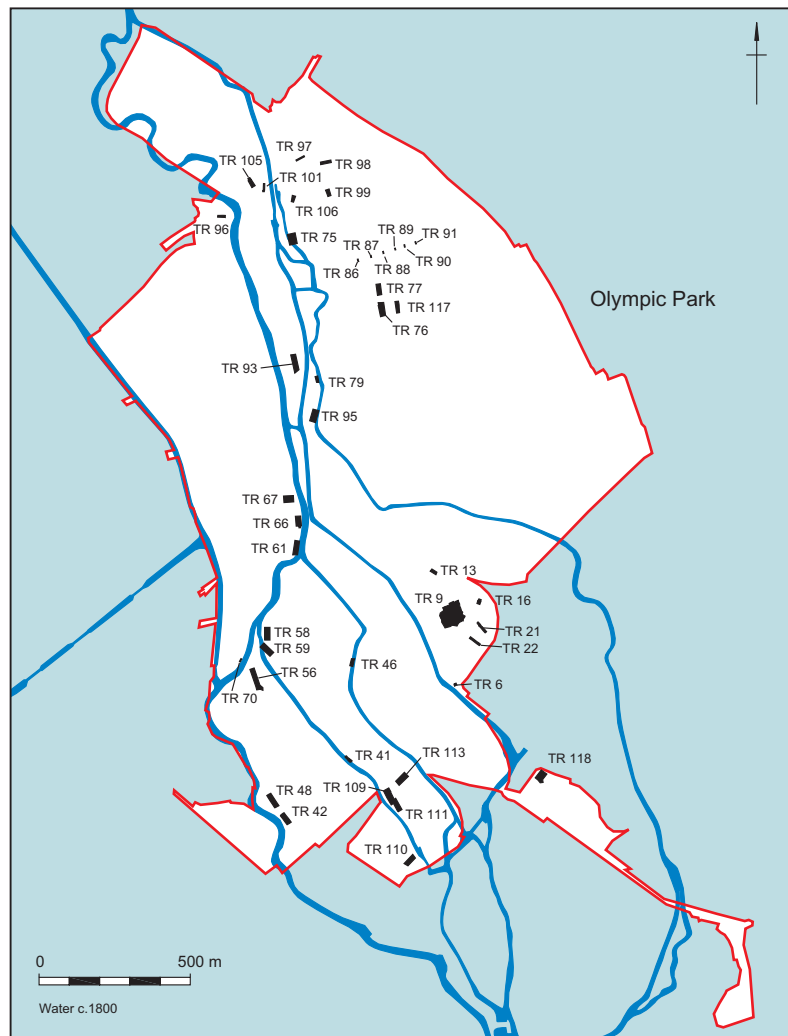 TR 97
TR 98
TR 105
TR 101
TR 99
TR 106
TR 96
TR 75
TR 89
TR 91
TR 87
TR 90
TR 86
TR 88
TR 77
Olympic Park
TR 117
TR 76
TR 93
TR 79
TR 95
TR 67
TR 66
TR 61
TR 13
TR 9
TR 16
TR 21
TR 58
TR 22
TR 59
TR 46
TR 56
TR 6
TR 70
TR 41
TR 113
TR 118
TR 48
TR 109
TR 42
TR 111
TR 110
0 500 m
Water c.1800